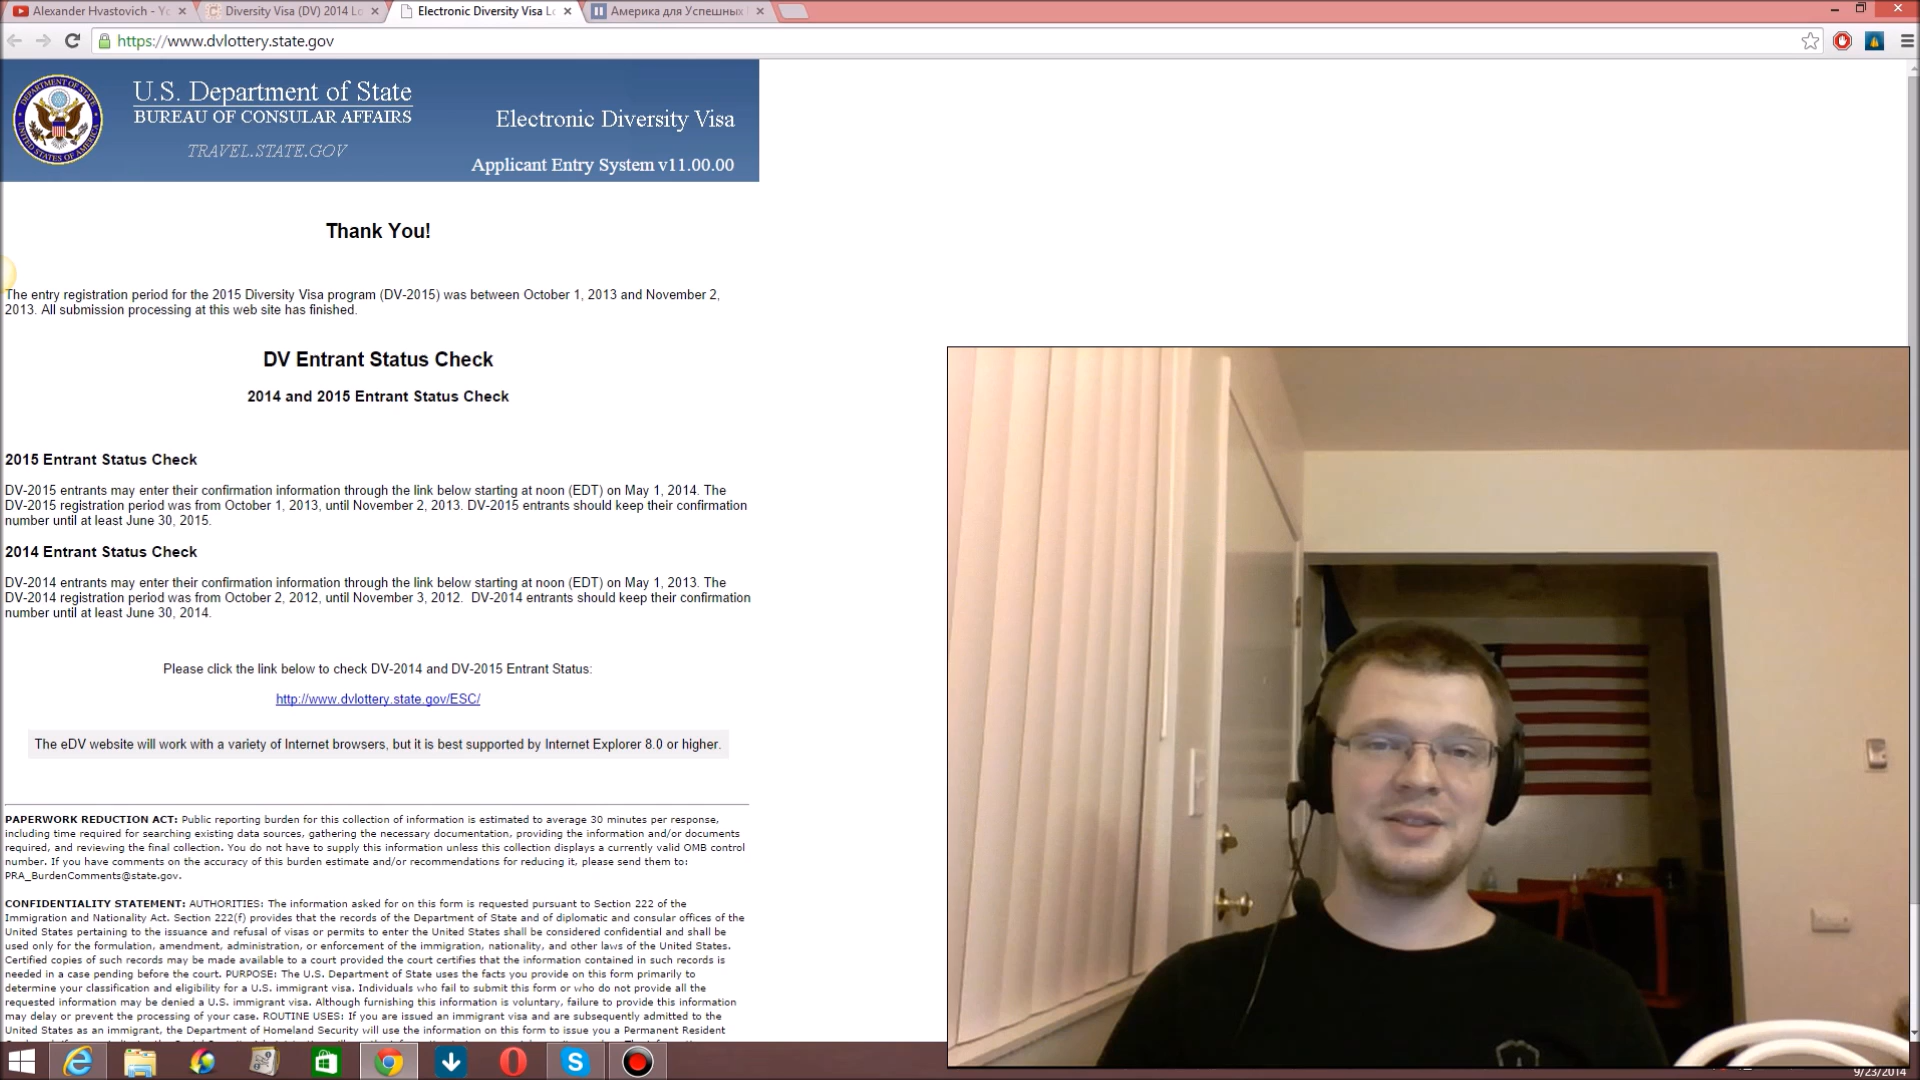 Alexander Hvastovich - Yo
Diversity Visa (DV) 2014 Lo
Electronic Diversity Visa Lo
Америка для Успешных
https://www.dvlottery.state.gov
U.S. Department of State
BUREAU OF CONSULAR AFFAIRS
TRAVEL.STATE.GOV
Electronic Diversity Visa
Applicant Entry System v11.00.00
Thank You!
The entry registration period for the 2015 Diversity Visa program (DV-2015) was between October 1, 2013 and November 2,
2013. All submission processing at this web site has finished.
DV Entrant Status Check
2014 and 2015 Entrant Status Check
2015 Entrant Status Check
DV-2015 entrants may enter their confirmation information through the link below starting at noon (EDT) on May 1, 2014. The
DV-2015 registration period was from October 1, 2013, until November 2, 2013. DV-2015 entrants should keep their confirmation
number until at least June 30, 2015.
2014 Entrant Status Check
DV-2014 entrants may enter their confirmation information through the link below starting at noon (EDT) on May 1, 2013. The
DV-2014 registration period was from October 2, 2012, until November 3, 2012. DV-2014 entrants should keep their confirmation
number until at least June 30, 2014.
Please click the link below to check DV-2014 and DV-2015 Entrant Status:
http://www.dvlottery.state.gov/ESC/
The eDV website will work with a variety of Internet browsers, but it is best supported by Internet Explorer 8.0 or higher.
PAPERWORK REDUCTION ACT: Public reporting burden for this collection of information is estimated to average 30 minutes per response,
including time required for searching existing data sources, gathering the necessary documentation, providing the information and/or documents
required, and reviewing the final collection. You do not have to supply this information unless this collection displays a currently valid OMB control
number. If you have comments on the accuracy of this burden estimate and/or recommendations for reducing it, please send them to:
PRA_BurdenComments@state.gov.
CONFIDENTIALITY STATEMENT: AUTHORITIES: The information asked for on this form is requested pursuant to Section 222 of the
Immigration and Nationality Act. Section 222(f) provides that the records of the Department of State and of diplomatic and consular offices of the
United States pertaining to the issuance and refusal of visas or permits to enter the United States shall be considered confidential and shall be
used only for the formulation, amendment, administration, or enforcement of the immigration, nationality, and other laws of the United States.
Certified copies of such records may be made available to a court provided the court certifies that the information contained in such records is
needed in a case pending before the court. PURPOSE: The U.S. Department of State uses the facts you provide on this form primarily to
determine your classification and eligibility for a U.S. immigrant visa. Individuals who fail to submit this form or who do not provide all the
requested information may be denied a U.S. immigrant visa. Although furnishing this information is voluntary, failure to provide this information
may delay or prevent the processing of your case. ROUTINE USES: If you are issued an immigrant visa and are subsequently admitted to the
United States as an immigrant, the Department of Homeland Security will use the information on this form to issue you a Permanent Resident
9/23/2014